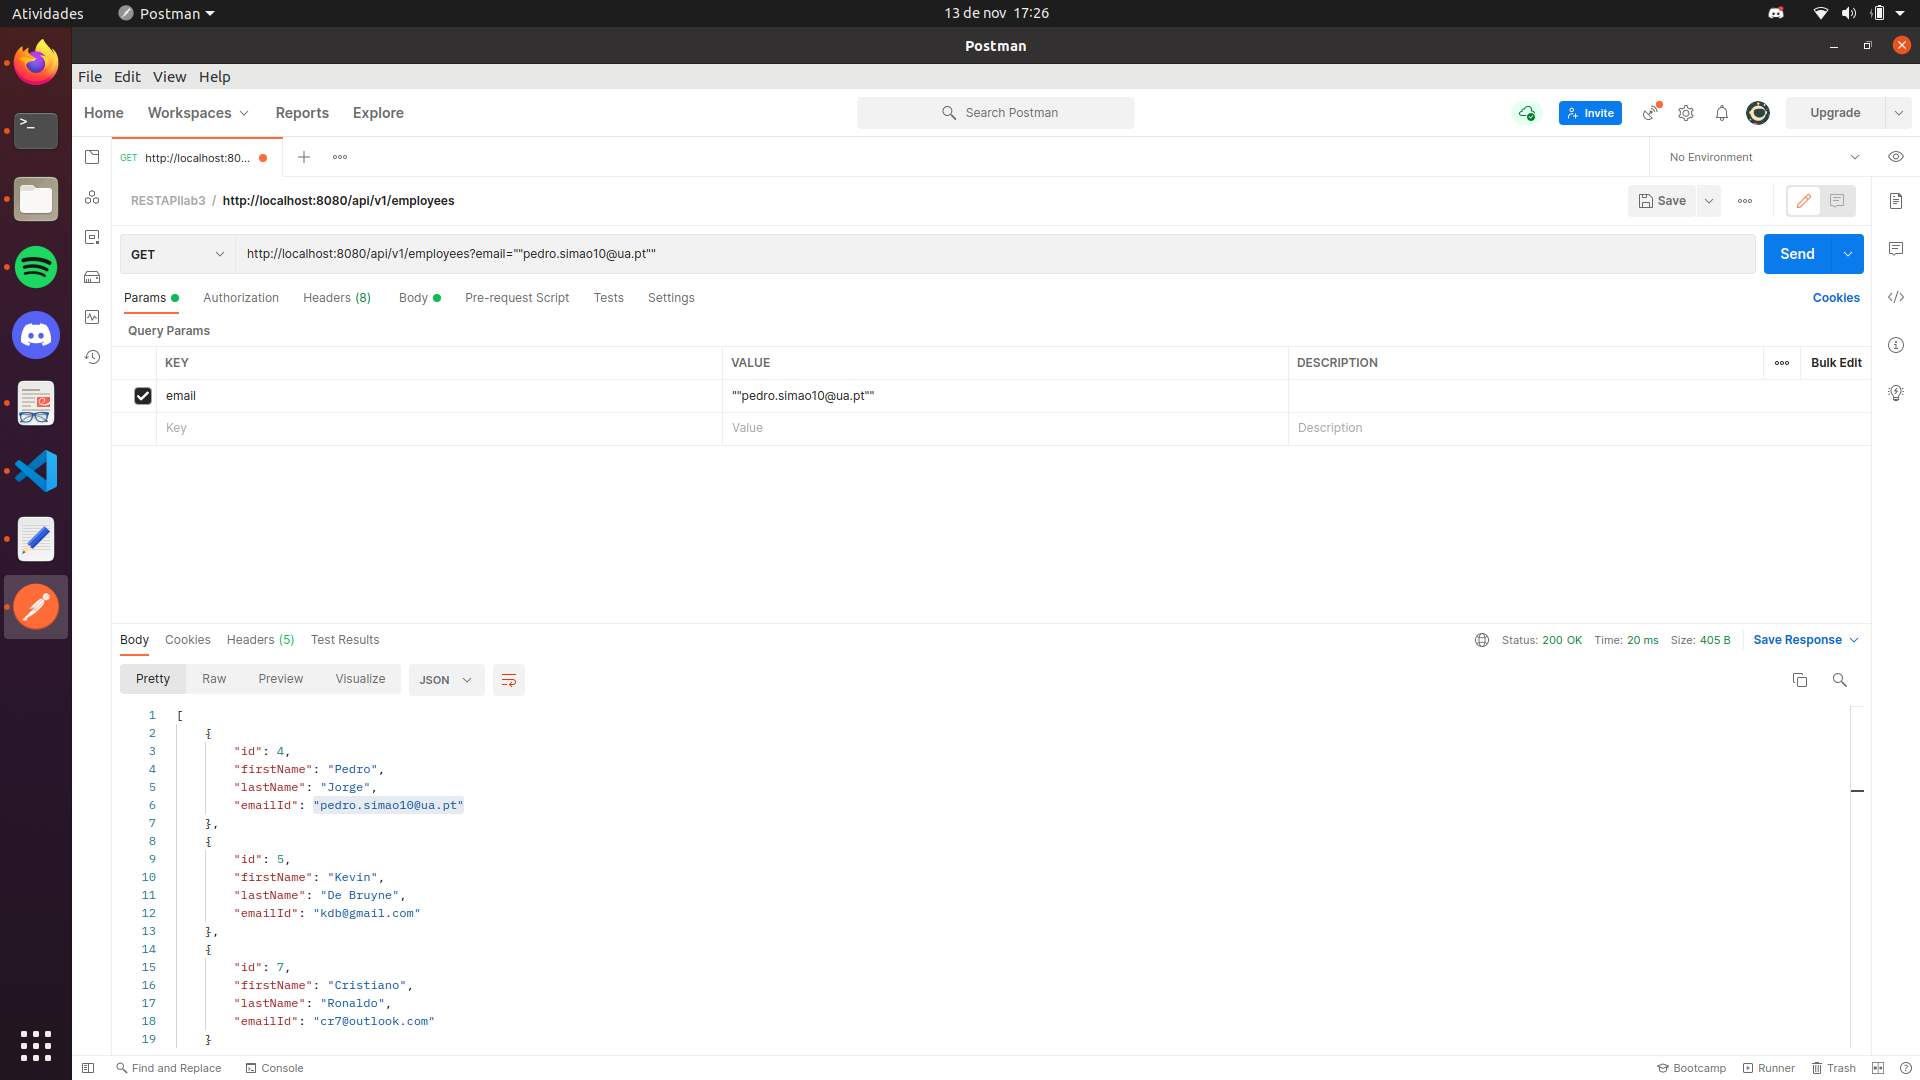 Atividades
Postman
13 de nov 17:26
Postman
File Edit View Help
Home Workspaces Reports Explore
Search Postman
Invite
Upgrade
GET http://localhost:80...
No Environment
RESTAPIlab3 / http://localhost:8080/api/v1/employees
Save
GET
http://localhost:8080/api/v1/employees?email=""pedro.simao10@ua.pt""
Send
Params Authorization Headers (8) Body Pre-request Script Tests Settings
Cookies
Query Params
KEY VALUE DESCRIPTION Bulk Edit
email ""pedro.simao10@ua.pt""
Key Value Description
Body Cookies Headers (5) Test Results
Status: 200 OK Time: 20 ms Size: 405 B Save Response
Pretty Raw Preview Visualize JSON
1 [
2 {
3 "id": 4,
4 "firstName": "Pedro",
5 "lastName": "Jorge",
6 "emailId": "pedro.simao10@ua.pt"
7 },
8 {
9 "id": 5,
10 "firstName": "Kevin",
11 "lastName": "De Bruyne",
12 "emailId": "kdb@gmail.com"
13 },
14 {
15 "id": 7,
16 "firstName": "Cristiano",
17 "lastName": "Ronaldo",
18 "emailId": "cr7@outlook.com"
19 }
Find and Replace Console
Bootcamp Runner Trash